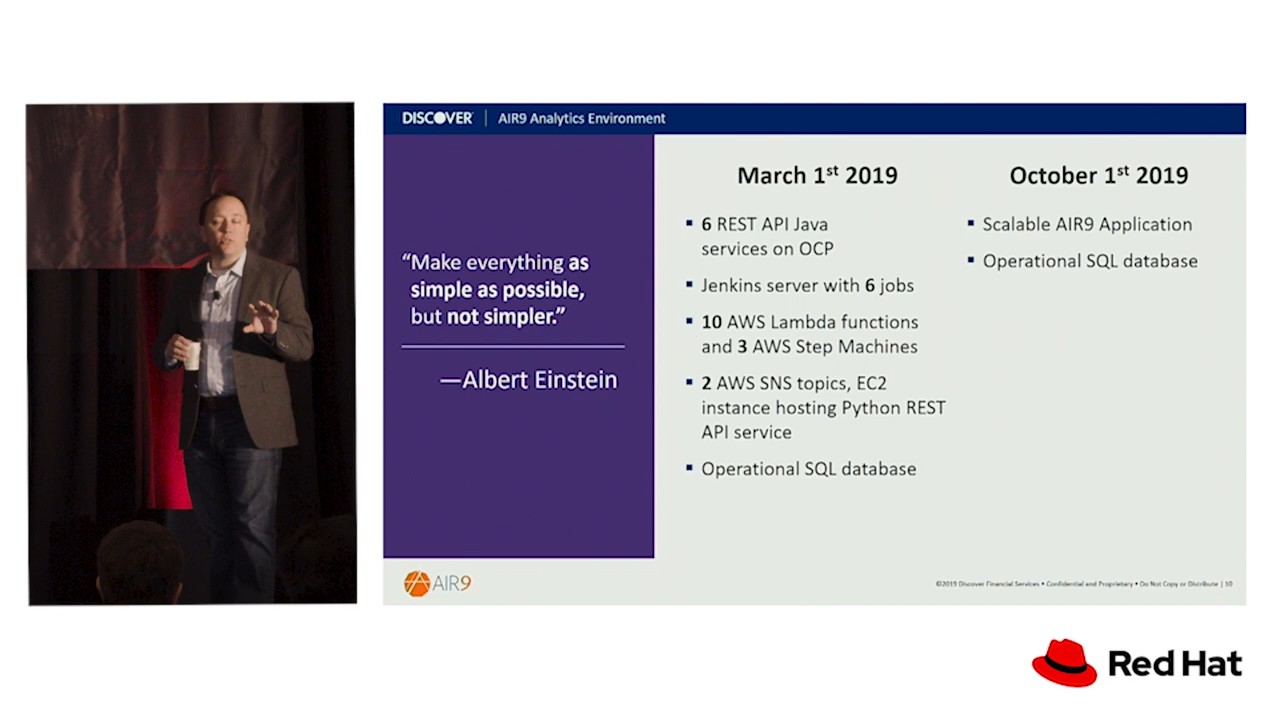 DISCOVER | AIR9 Analytics Environment
“Make everything as
simple as possible,
but not simpler.”
—Albert Einstein
March 1st 2019
▪ 6 REST API Java
services on OCP
▪ Jenkins server with 6 jobs
▪ 10 AWS Lambda functions
and 3 AWS Step Machines
▪ 2 AWS SNS topics, EC2
instance hosting Python REST
API service
▪ Operational SQL database
October 1st 2019
▪ Scalable AIR9 Application
▪ Operational SQL database
AIR9
©2019 Discover Financial Services • Confidential and Proprietary • Do Not Copy or Distribute | 10
Red Hat